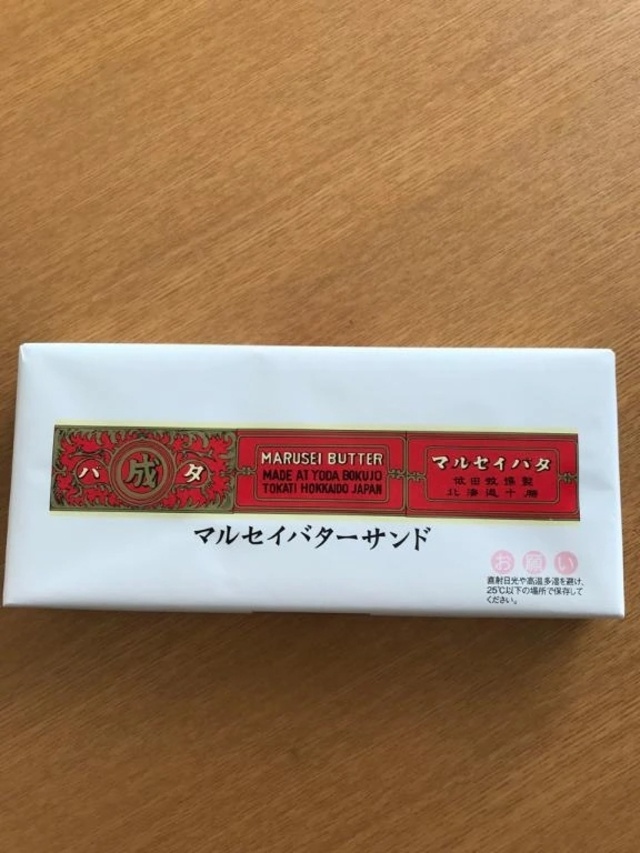 バ 成 タ
MARUSEI BUTTER
MADE AT YODA BOKUJO
TOKATI HOKKAIDO JAPAN
マルセイバタ
依田牧場製
北海道十勝
マルセイバターサンド
お願い
直射日光や高温多湿を避け、
25℃以下の場所で保存して
ください。